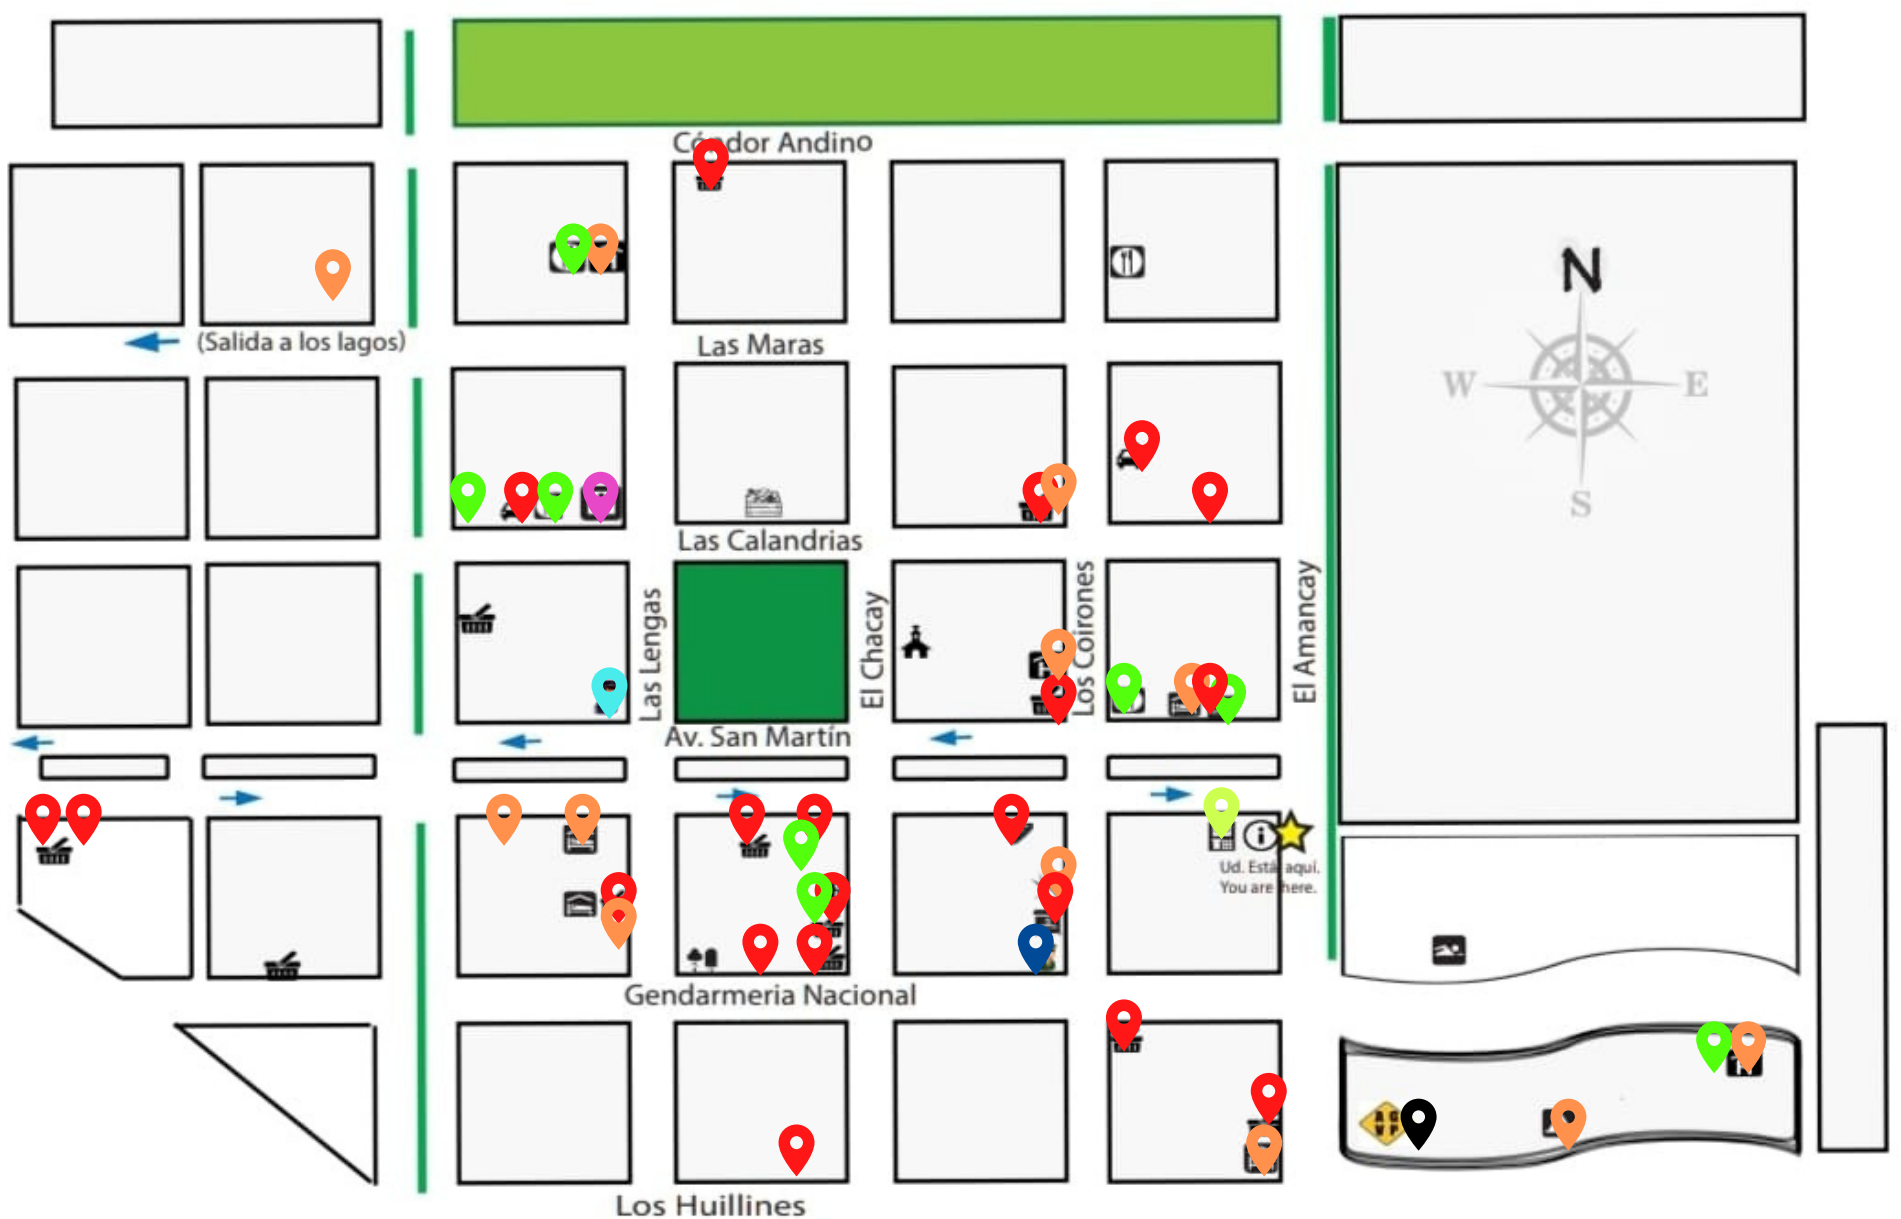 Cóndor Andino
N
(Salida a los lagos)
Las Maras
W
E
S
Las Calandrias
Las Lengas
El Chacay
Los Coirones
El Amancay
Av. San Martín
i
Ud. Está aquí.
You are here.
Gendarmeria Nacional
A G
V P
Los Huillines